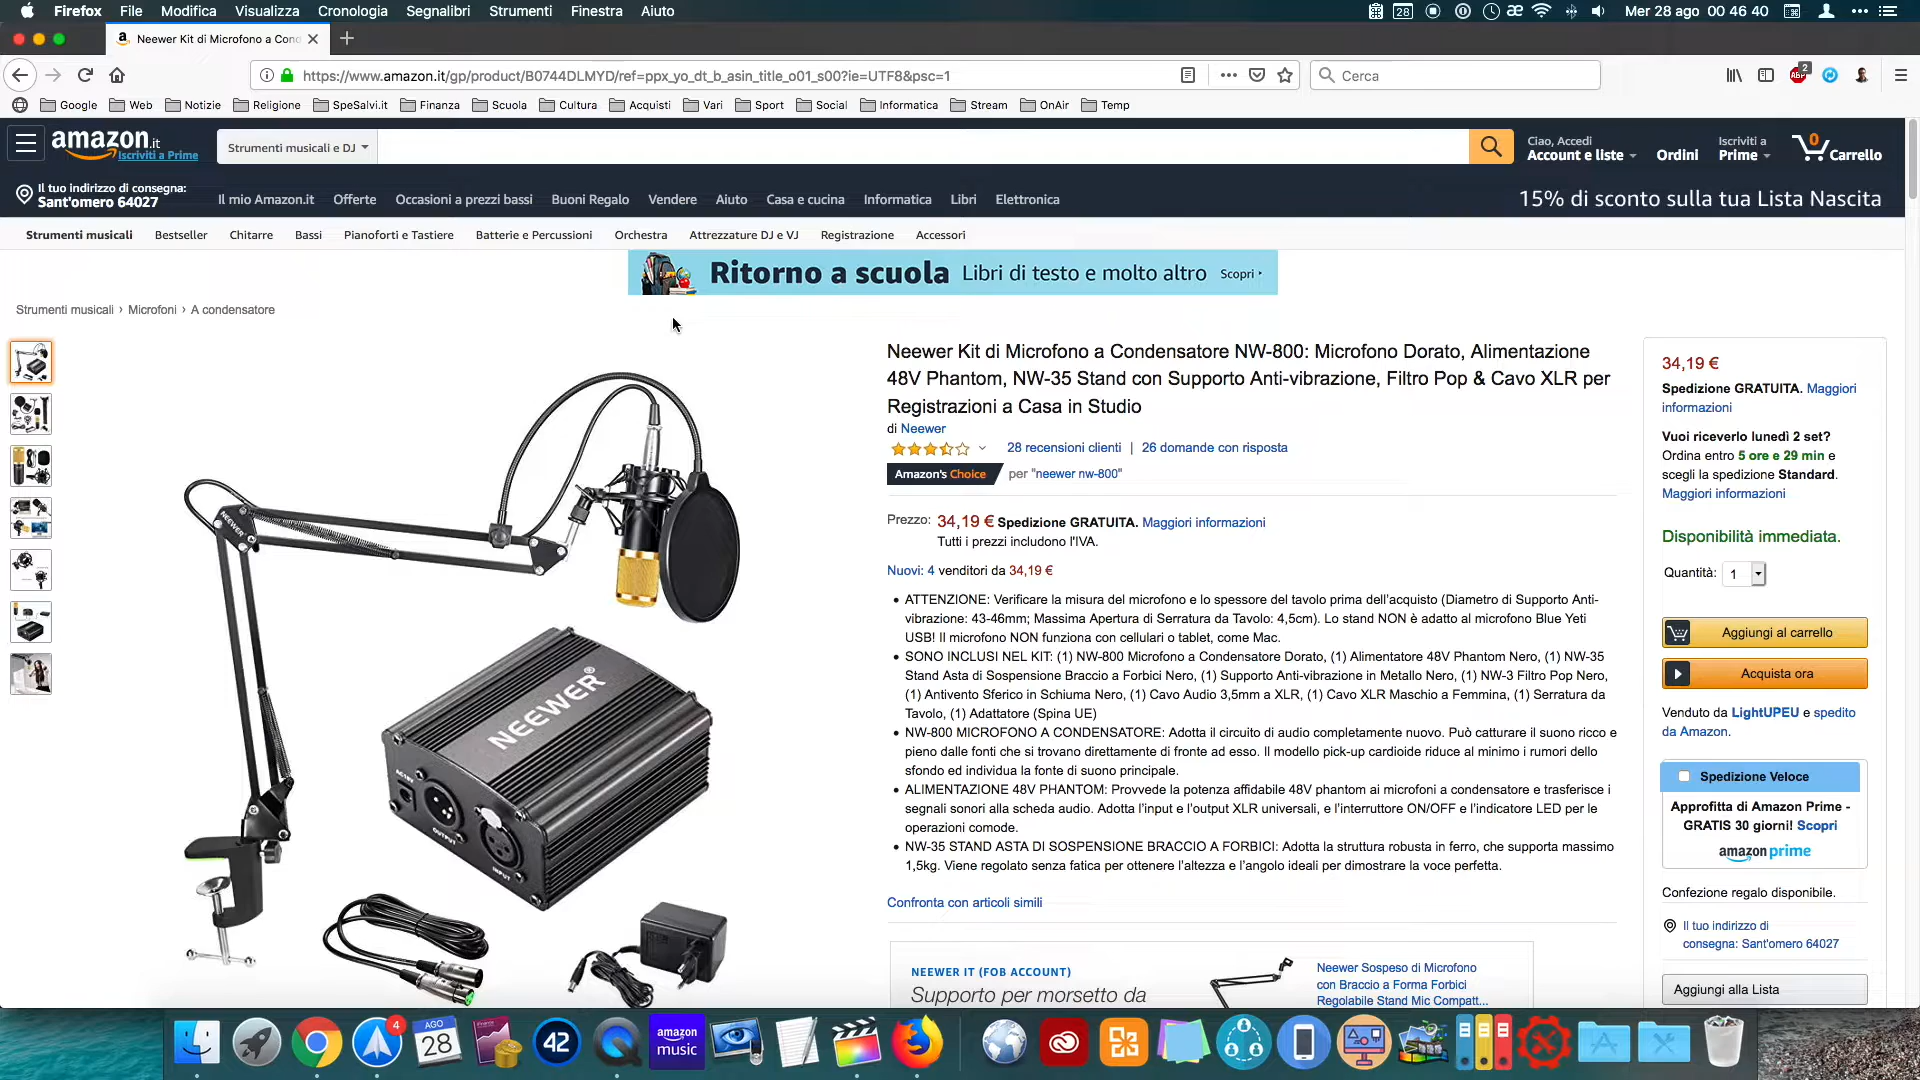 Firefox File Modifica Visualizza Cronologia Segnalibri Strumenti Finestra Aiuto
28
Mer 28 ago 00 46 40
Neewer Kit di Microfono a Con
https://www.amazon.it/gp/product/B0744DLMYD/ref=ppx_yo_dt_b_asin_title_o01_s00?ie=UTF8&psc=1
Cerca
ABP 2
Google Web Notizie Religione SpeSalvi.it Finanza Scuola Cultura Acquisti Vari Sport Social Informatica Stream OnAir Temp
amazon.it
Iscriviti a Prime
Strumenti musicali e DJ
Ciao, Accedi
Account e liste
Ordini
Iscriviti a
Prime
0
Carrello
Il tuo indirizzo di consegna:
Sant'omero 64027
Il mio Amazon.it Offerte Occasioni a prezzi bassi Buoni Regalo Vendere Aiuto Casa e cucina Informatica Libri Elettronica
15% di sconto sulla tua Lista Nascita
Strumenti musicali Bestseller Chitarre Bassi Pianoforti e Tastiere Batterie e Percussioni Orchestra Attrezzature DJ e VJ Registrazione Accessori
Ritorno a scuola Libri di testo e molto altro Scopri ›
Strumenti musicali › Microfoni › A condensatore
NEEWER
NEEWER
OUTPUT
INPUT
Neewer Kit di Microfono a Condensatore NW-800: Microfono Dorato, Alimentazione
48V Phantom, NW-35 Stand con Supporto Anti-vibrazione, Filtro Pop & Cavo XLR per
Registrazioni a Casa in Studio
di Neewer
28 recensioni clienti | 26 domande con risposta
Amazon's Choice per "neewer nw-800"
Prezzo: 34,19 € Spedizione GRATUITA. Maggiori informazioni
Tutti i prezzi includono l'IVA.
Nuovi: 4 venditori da 34,19 €
• ATTENZIONE: Verificare la misura del microfono e lo spessore del tavolo prima dell'acquisto (Diametro di Supporto Anti-
vibrazione: 43-46mm; Massima Apertura di Serratura da Tavolo: 4,5cm). Lo stand NON è adatto al microfono Blue Yeti
USB! Il microfono NON funziona con cellulari o tablet, come Mac.
• SONO INCLUSI NEL KIT: (1) NW-800 Microfono a Condensatore Dorato, (1) Alimentatore 48V Phantom Nero, (1) NW-35
Stand Asta di Sospensione Braccio a Forbici Nero, (1) Supporto Anti-vibrazione in Metallo Nero, (1) NW-3 Filtro Pop Nero,
(1) Antivento Sferico in Schiuma Nero, (1) Cavo Audio 3,5mm a XLR, (1) Cavo XLR Maschio a Femmina, (1) Serratura da
Tavolo, (1) Adattatore (Spina UE)
• NW-800 MICROFONO A CONDENSATORE: Adotta il circuito di audio completamente nuovo. Può catturare il suono ricco e
pieno dalle fonti che si trovano direttamente di fronte ad esso. Il modello pick-up cardioide riduce al minimo i rumori dello
sfondo ed individua la fonte di suono principale.
• ALIMENTAZIONE 48V PHANTOM: Provvede la potenza affidabile 48V phantom ai microfoni a condensatore e trasferisce i
segnali sonori alla scheda audio. Adotta l'input e l'output XLR universali, e l'interruttore ON/OFF e l'indicatore LED per le
operazioni comode.
• NW-35 STAND ASTA DI SOSPENSIONE BRACCIO A FORBICI: Adotta la struttura robusta in ferro, che supporta massimo
1,5kg. Viene regolato senza fatica per ottenere l'altezza e l'angolo ideali per dimostrare la voce perfetta.
Confronta con articoli simili
NEEWER IT (FOB ACCOUNT)
Supporto per morsetto da
Neewer Sospeso di Microfono
con Braccio a Forma Forbici
Regolabile Stand Mic Compatt...
34,19 €
Spedizione GRATUITA. Maggiori
informazioni
Vuoi riceverlo lunedì 2 set?
Ordina entro 5 ore e 29 min e
scegli la spedizione Standard.
Maggiori informazioni
Disponibilità immediata.
Quantità: 1
Aggiungi al carrello
Acquista ora
Venduto da LightUPEU e spedito
da Amazon.
Spedizione Veloce
Approfitta di Amazon Prime -
GRATIS 30 giorni! Scopri
amazon prime
Confezione regalo disponibile.
Il tuo indirizzo di
consegna: Sant'omero 64027
Aggiungi alla Lista
4
AGO
28
42
amazon
music